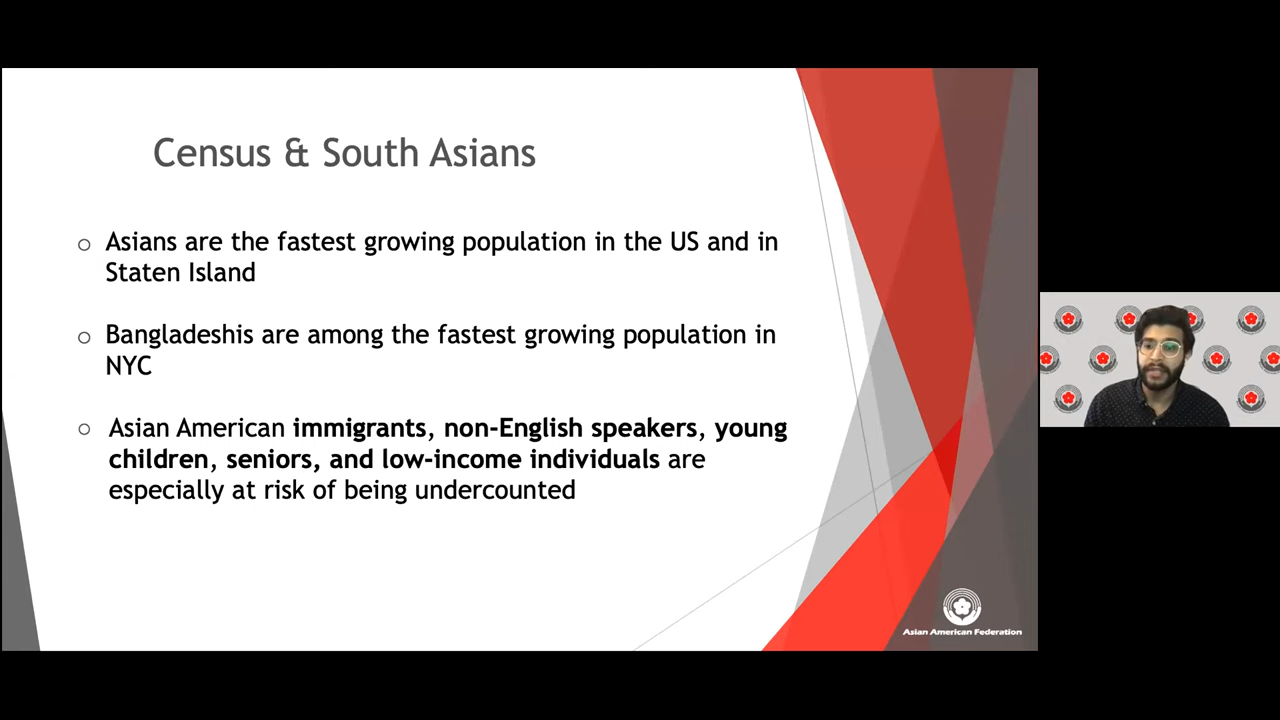 Census & South Asians
Asians are the fastest growing population in the US and in
Staten Island
Bangladeshis are among the fastest growing population in
NYC
Asian American immigrants, non-English speakers, young
children, seniors, and low-income individuals are
especially at risk of being undercounted
Asian American Federation